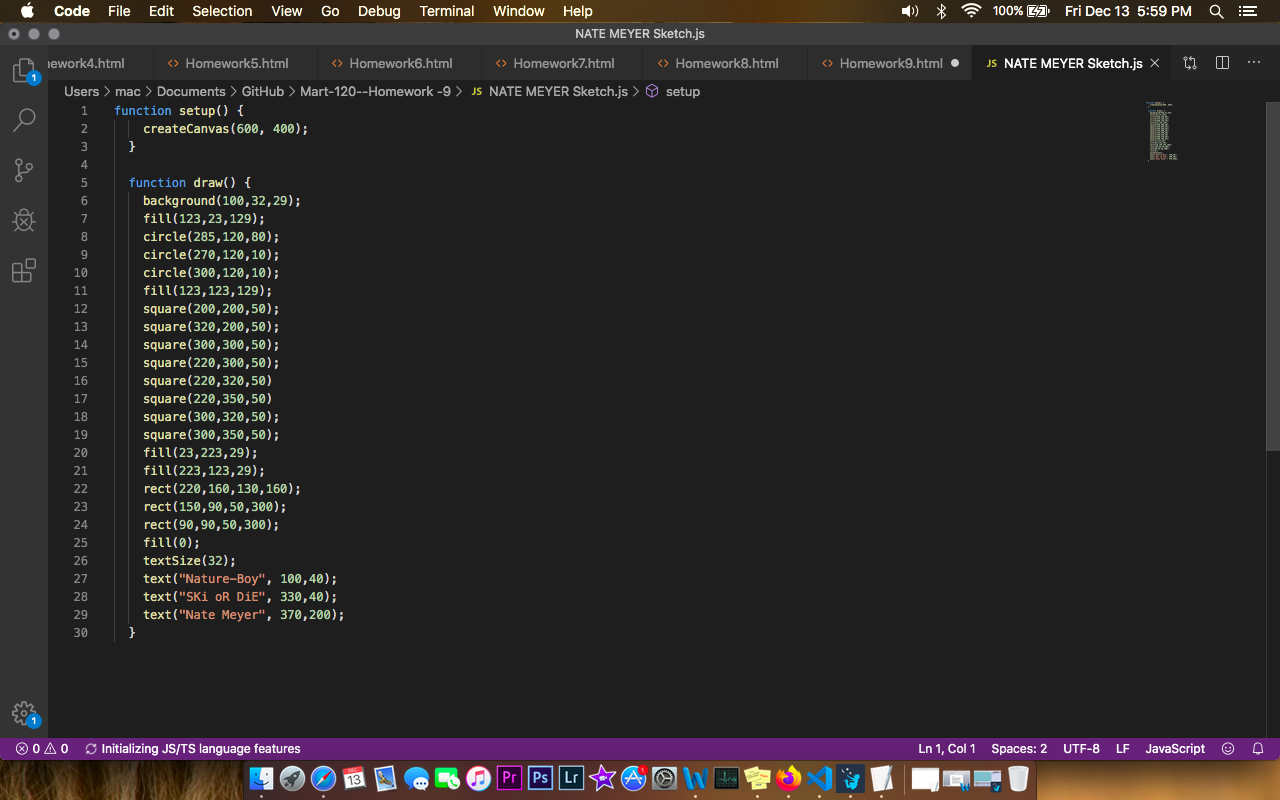 Code File Edit Selection View Go Debug Terminal Window Help 100% Fri Dec 13 5:59 PM
NATE MEYER Sketch.js
nework4.html <> Homework5.html <> Homework6.html <> Homework7.html <> Homework8.html <> Homework9.html JS NATE MEYER Sketch.js
Users > mac > Documents > GitHub > Mart-120--Homework -9 > JS NATE MEYER Sketch.js > setup
1 function setup() {
2 createCanvas(600, 400);
3 }
4
5 function draw() {
6 background(100,32,29);
7 fill(123,23,129);
8 circle(285,120,80);
9 circle(270,120,10);
10 circle(300,120,10);
11 fill(123,123,129);
12 square(200,200,50);
13 square(320,200,50);
14 square(300,300,50);
15 square(220,300,50);
16 square(220,320,50)
17 square(220,350,50)
18 square(300,320,50);
19 square(300,350,50);
20 fill(23,223,29);
21 fill(223,123,29);
22 rect(220,160,130,160);
23 rect(150,90,50,300);
24 rect(90,90,50,300);
25 fill(0);
26 textSize(32);
27 text("Nature-Boy", 100,40);
28 text("SKi oR DiE", 330,40);
29 text("Nate Meyer", 370,200);
30 }
1
1
0 0 Initializing JS/TS language features Ln 1, Col 1 Spaces: 2 UTF-8 LF JavaScript
13 Pr Ps Lr W